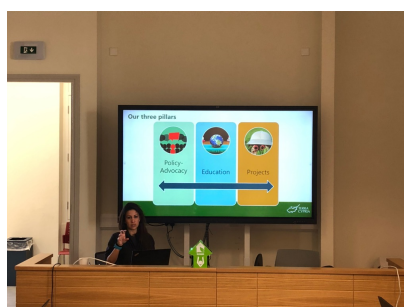 Our three pillars
Policy-
Advocacy
Education
Projects